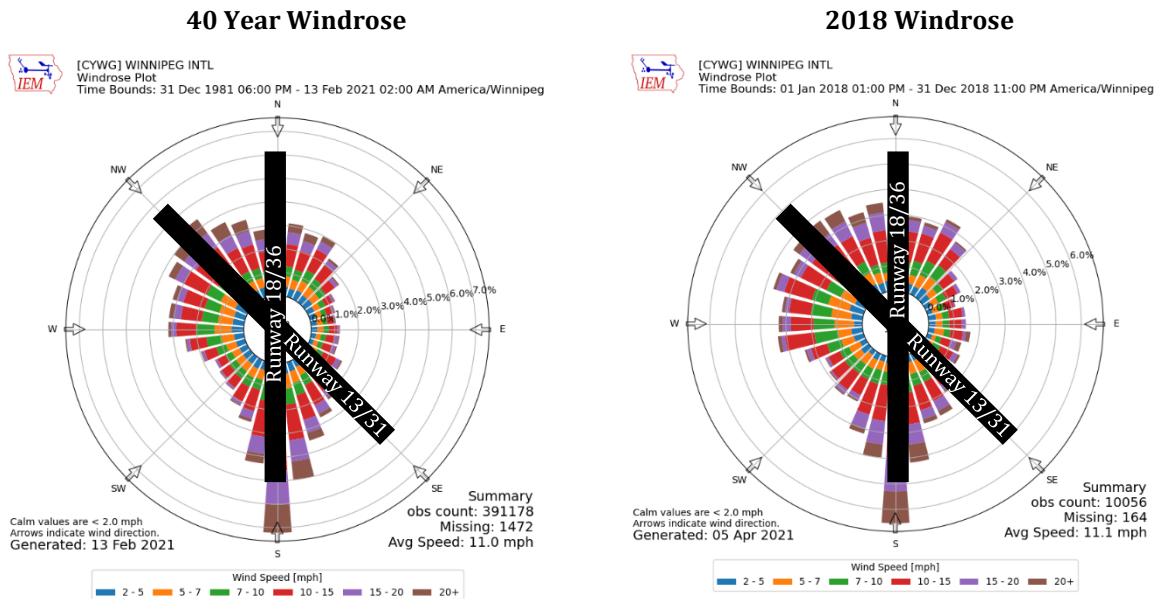 40 Year Windrose
IEM
[CYWG] WINNIPEG INTL
Windrose Plot
Time Bounds: 31 Dec 1981 06:00 PM - 13 Feb 2021 02:00 AM America/Winnipeg
N
NW
NE
W
E
SW
SE
S
0.0%
1.0%
2.0%
3.0%
4.0%
5.0%
6.0%
7.0%
Runway 18/36
Runway 13/31
Calm values are < 2.0 mph
Arrows indicate wind direction.
Generated: 13 Feb 2021
Summary
obs count: 391178
Missing: 1472
Avg Speed: 11.0 mph
Wind Speed [mph]
2 - 5 5 - 7 7 - 10 10 - 15 15 - 20 20+
2018 Windrose
IEM
[CYWG] WINNIPEG INTL
Windrose Plot
Time Bounds: 01 Jan 2018 01:00 PM - 31 Dec 2018 11:00 PM America/Winnipeg
N
NW
NE
W
E
SW
SE
S
0.0%
1.0%
2.0%
3.0%
4.0%
5.0%
6.0%
Runway 18/36
Runway 13/31
Calm values are < 2.0 mph
Arrows indicate wind direction.
Generated: 05 Apr 2021
Summary
obs count: 10056
Missing: 164
Avg Speed: 11.1 mph
Wind Speed [mph]
2 - 5 5 - 7 7 - 10 10 - 15 15 - 20 20+